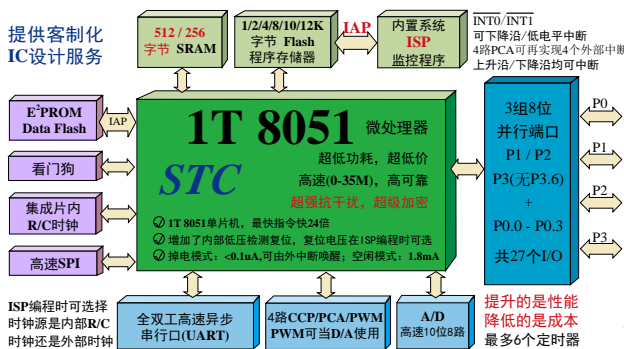 提供客制化
IC设计服务
512 / 256
字节 SRAM
1/2/4/8/10/12K
字节 Flash
程序存储器
IAP
内置系统
ISP
监控程序
INT0/INT1
可下降沿/低电平中断
4路PCA可再实现4个外部中断
上升沿/下降沿均可中断
E²PROM
Data Flash
IAP
看门狗
集成片内
R/C时钟
高速SPI
1T 8051 微处理器
STC
超低功耗，超低价
高速(0-35M)，高可靠
超强抗干扰，超级加密
1T 8051单片机，最快指令快24倍
增加了内部低压检测复位，复位电压在ISP编程时可选
掉电模式：<0.1uA,可由外中断唤醒；空闲模式：1.8mA
3组8位
并行端口
P1 / P2
P3(无P3.6)
+
P0.0 - P0.3
共27个I/O
P0
P1
P2
P3
ISP编程时可选择
时钟源是内部R/C
时钟还是外部时钟
全双工高速异步
串行口(UART)
4路CCP/PCA/PWM
PWM可当D/A使用
A/D
高速10位8路
提升的是性能
降低的是成本
最多6个定时器